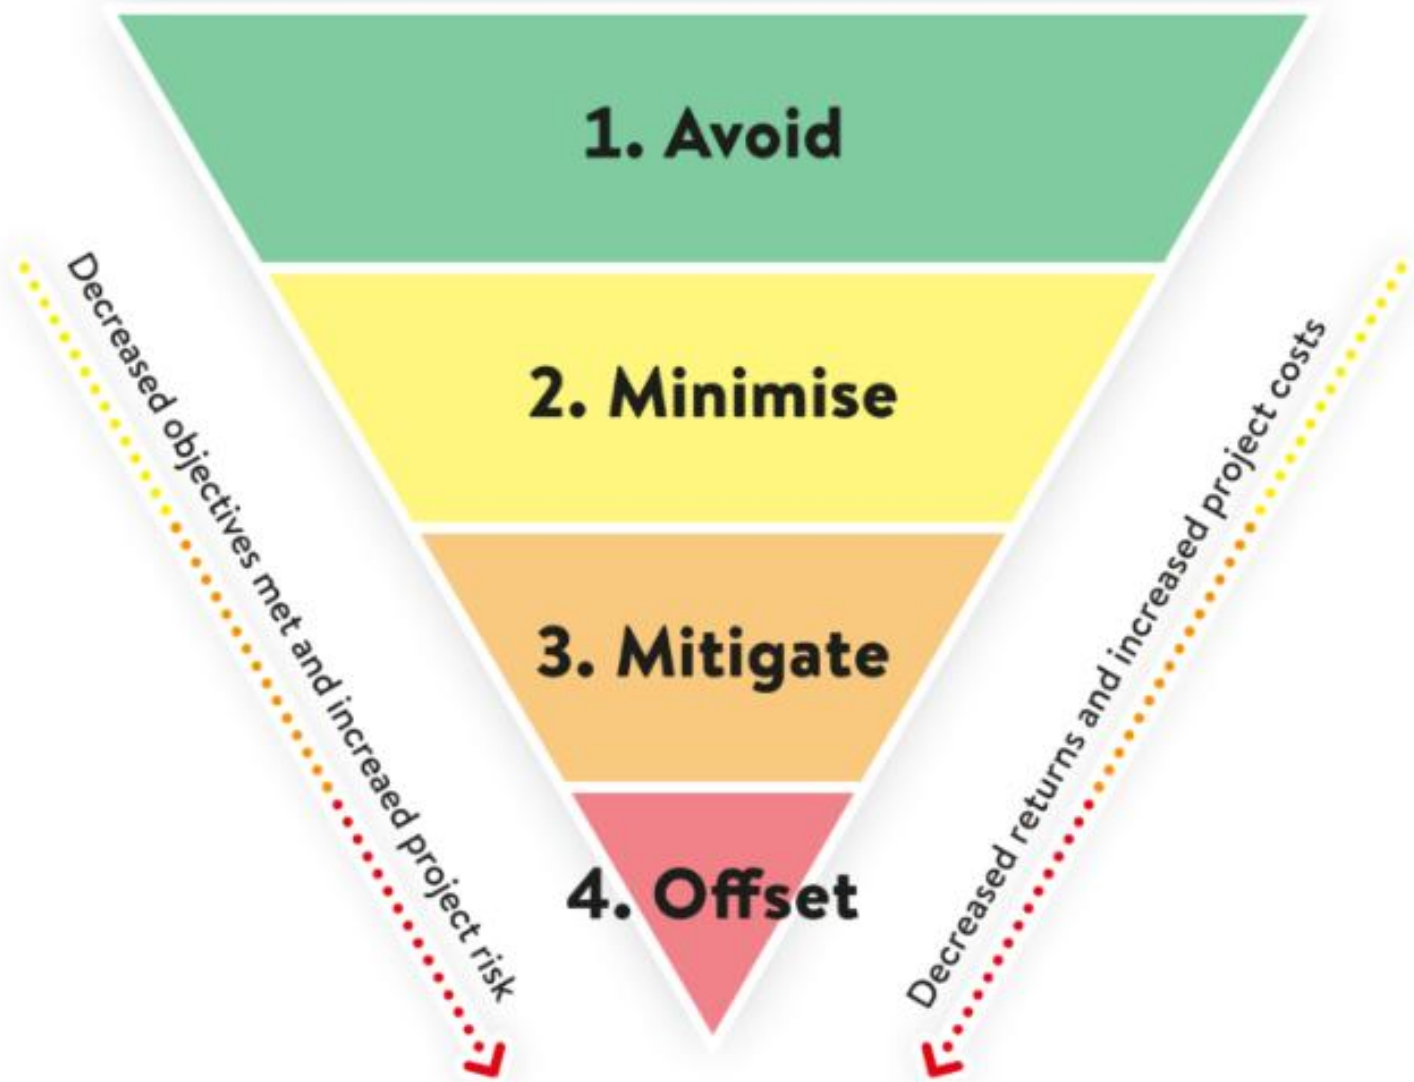 1. Avoid
2. Minimise
3. Mitigate
4. Offset
Decreased objectives met and increaed project risk
Decreased returns and increased project costs